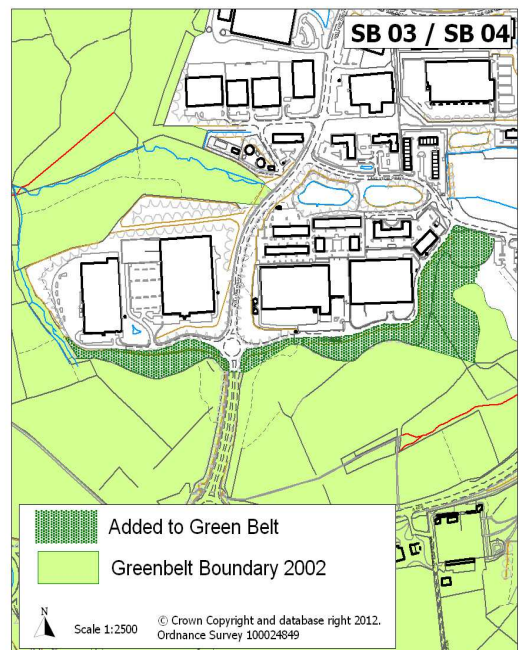 SB 03 / SB 04
Added to Green Belt
Greenbelt Boundary 2002
N
Scale 1:2500
© Crown Copyright and database right 2012.
Ordnance Survey 100024849